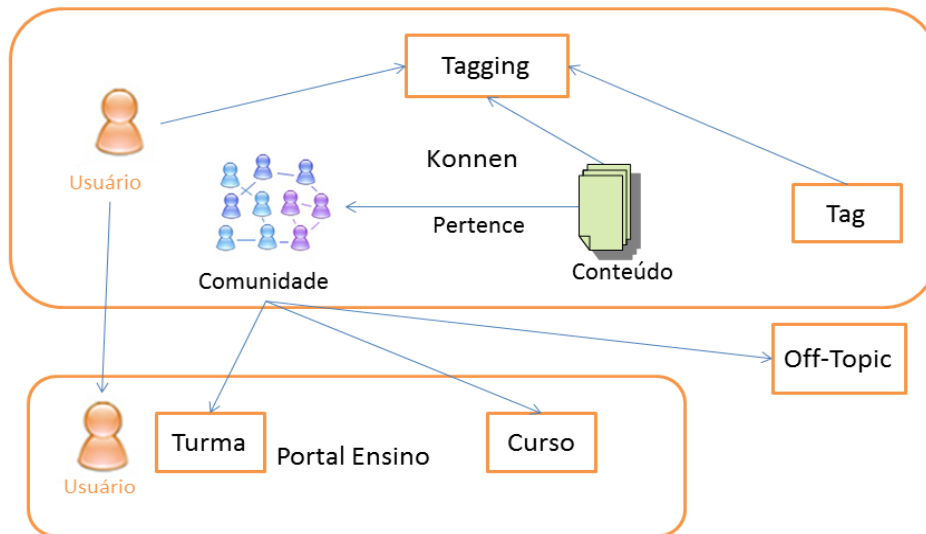 Tagging
Konnen
Usuário
Pertence
Tag
Comunidade
Conteúdo
Off-Topic
Turma
Portal Ensino
Curso
Usuário